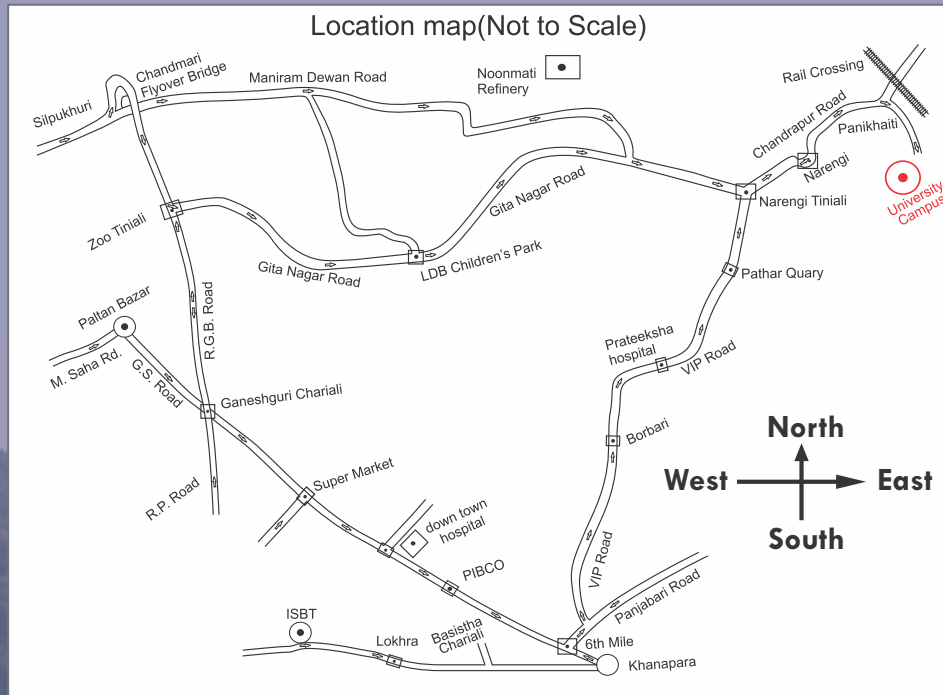 Location map(Not to Scale)
Silpukhuri
Chandmari
Flyover Bridge
Maniram Dewan Road
Noonmati
Refinery
Rail Crossing
Chandrapur Road
Panikhaiti
Narengi
University
Campus
Narengi Tiniali
Gita Nagar Road
Zoo Tiniali
Gita Nagar Road
LDB Children's Park
Pathar Quary
Paltan Bazar
M. Saha Rd.
G.S. Road
R.G.B. Road
Prateeksha
hospital
VIP Road
Ganeshguri Chariali
Borbari
North
West
East
South
R.P. Road
Super Market
down town
hospital
PIBCO
VIP Road
Panjabari Road
ISBT
Lokhra
Basistha
Chariali
6th Mile
Khanapara